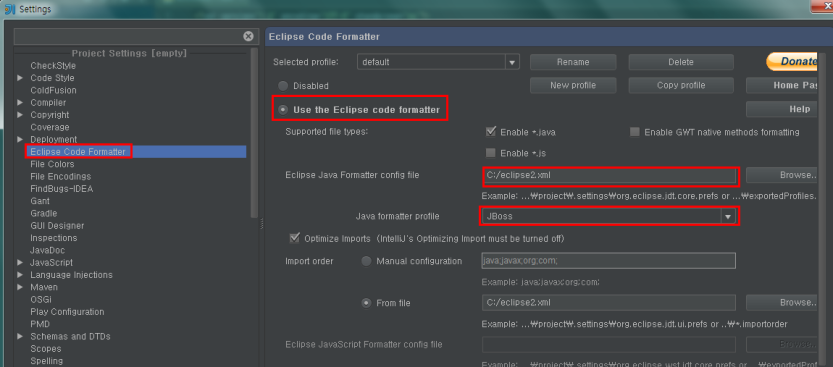 Settings
Project Settings [empty]
CheckStyle
Code Style
ColdFusion
Compiler
Copyright
Coverage
Deployment
Eclipse Code Formatter
File Colors
File Encodings
FindBugs-IDEA
Gant
Gradle
GUI Designer
Inspections
JavaDoc
JavaScript
Language Injections
Maven
OSGi
Play Configuration
PMD
Schemas and DTDs
Scopes
Spelling
Eclipse Code Formatter
Selected profile: default Rename Delete Donate
Disabled New profile Copy profile Home Pag
Use the Eclipse code formatter Help
Supported file types: Enable *.java Enable GWT native methods formatting
Enable *.js
Eclipse Java Formatter config file C:/eclipse2.xml Browse..
Example: ...₩project₩.settings₩org.eclipse.jdt.core.prefs or ...₩exportedProfiles.
Java formatter profile JBoss
Optimize Imports (IntelliJ's Optimizing Import must be turned off)
Import order Manual configuration java;javax;org;com;
Example: java;javax;org;com;
From file C:/eclipse2.xml Browse..
Example: ...₩project₩.settings₩org.eclipse.jdt.ui.prefs or ..₩*.importorder
Eclipse JavaScript Formatter config file Browse..
Example: ...₩project₩.settings₩org.eclipse.wst.jdt.core.prefs or ...₩exportedProf